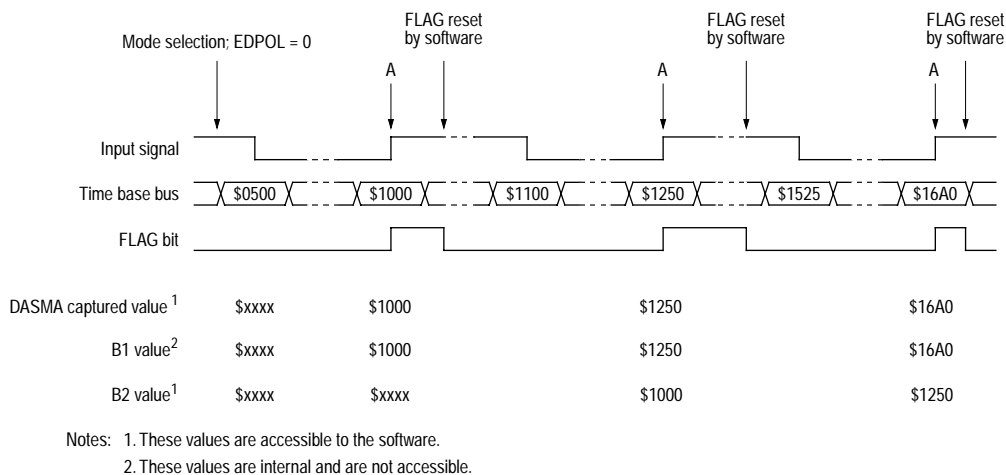 FLAG reset
by software
FLAG reset
by software
FLAG reset
by software
Mode selection; EDPOL = 0
A
A
A
Input signal
Time base bus $0500 $1000 $1100 $1250 $1525 $16A0
FLAG bit
DASMA captured value 1 $xxxx $1000 $1250 $16A0
B1 value2 $xxxx $1000 $1250 $16A0
B2 value1 $xxxx $xxxx $1000 $1250
Notes: 1. These values are accessible to the software.
2. These values are internal and are not accessible.